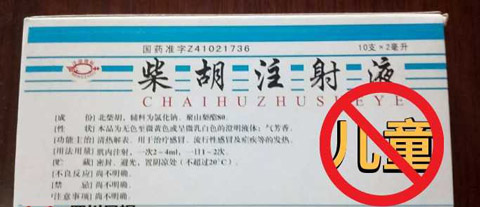 国药准字Z41021736
10支×2毫升
柴胡注射液
CHAIHUZHUSHEYE
[成　份] 北柴胡。辅料为氯化钠、聚山梨酯80。
[性　状] 本品为无色至微黄色或呈微乳白色的澄明液体；气芳香。
[功能主治] 清热解表。用于治疗感冒、流行性感冒及疟疾等的发热。
[用法用量] 肌内注射。一次2~4ml，一日1~2次
[贮　藏] 密封，避光，置阴凉处（不超过20℃）。
[不良反应] 尚不明确。
[禁　忌] 尚不明确。
[注意事项] 尚不明确。
儿童